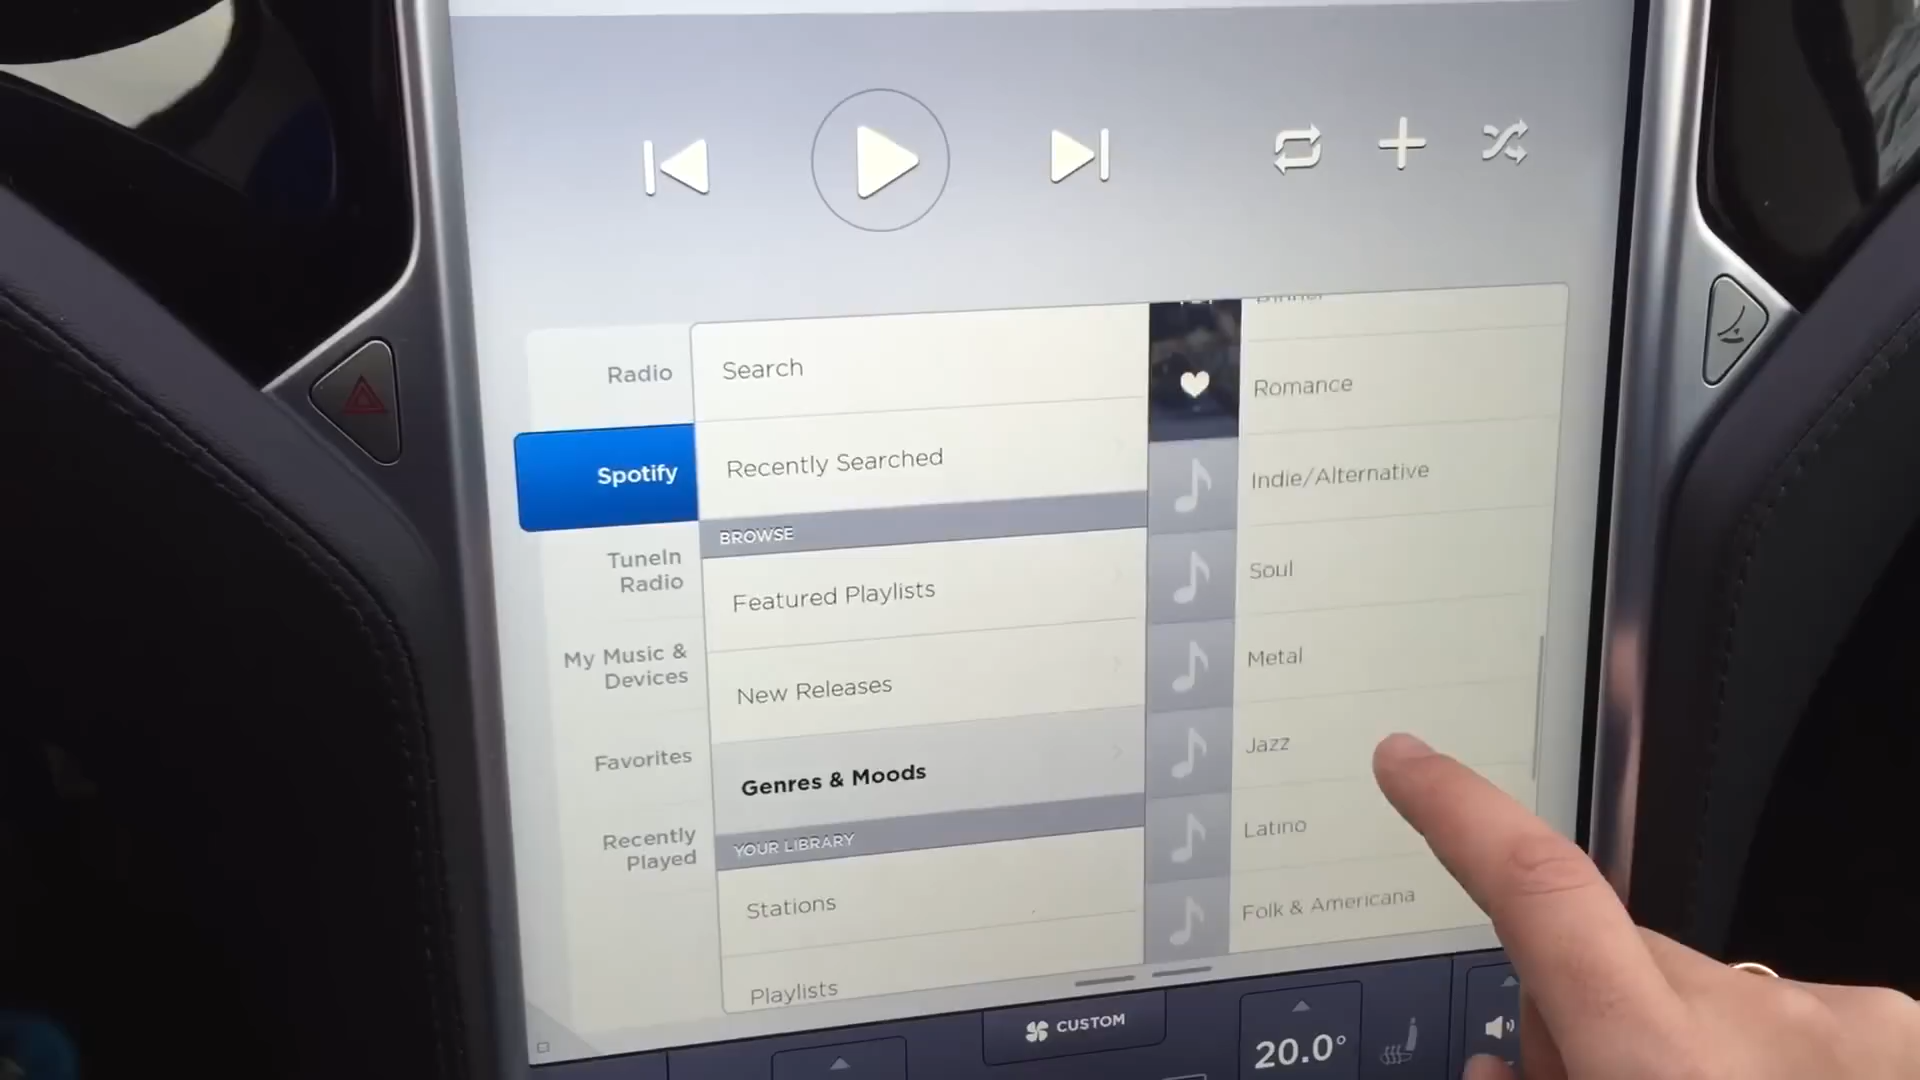 Radio
Spotify
TuneIn
Radio
My Music &
Devices
Favorites
Recently
Played
Search
Recently Searched
BROWSE
Featured Playlists
New Releases
Genres & Moods
YOUR LIBRARY
Stations
Playlists
Romance
Indie/Alternative
Soul
Metal
Jazz
Latino
Folk & Americana
CUSTOM
20.0°